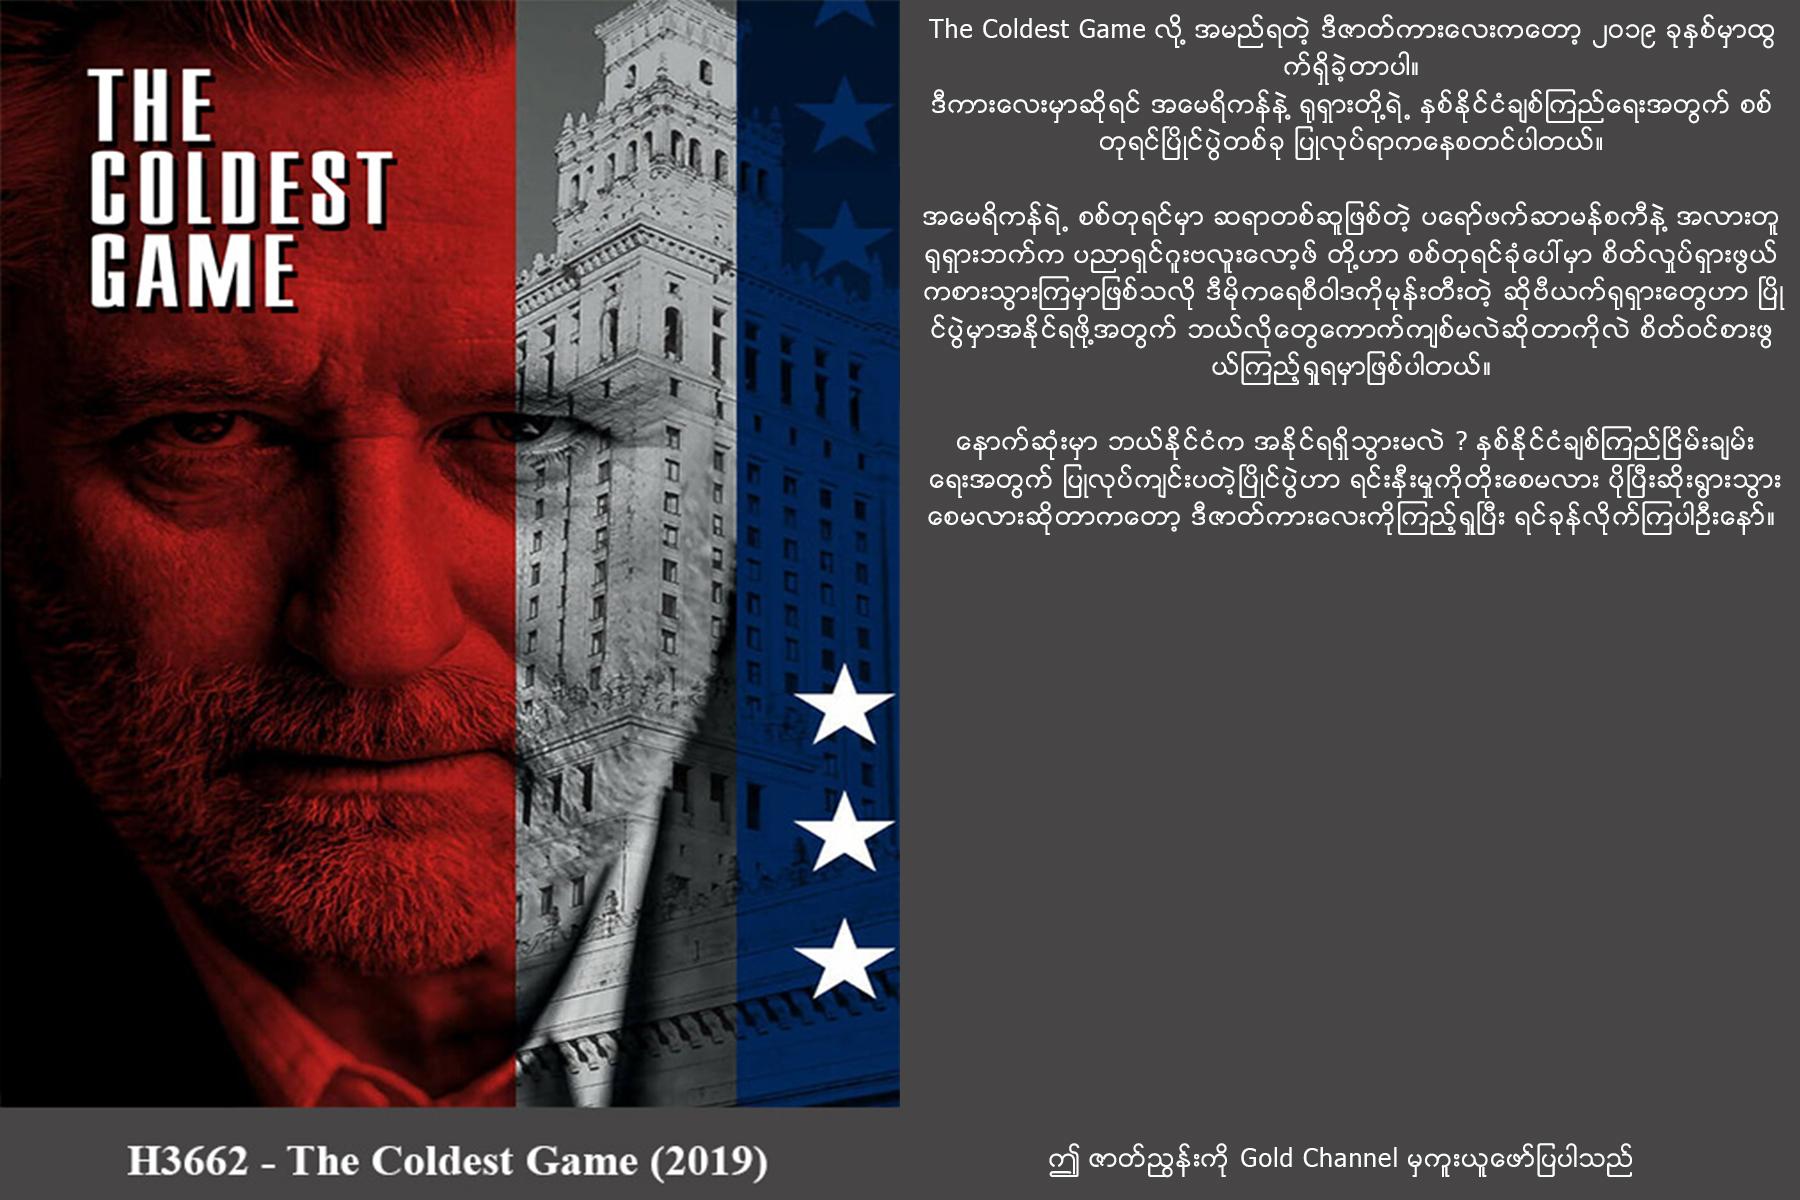 THE
COLDEST
GAME
H3662 - The Coldest Game (2019)
The Coldest Game လို့ အမည်ရတဲ့ ဒီဇာတ်ကားလေးကတော့ ၂၀၁၉ ခုနှစ်မှာထွ
က်ရှိခဲ့တာပါ။
ဒီကားလေးမှာဆိုရင် အမေရိကန်နဲ့ ရုရှားတို့ရဲ့ နှစ်နိုင်ငံချစ်ကြည်ရေးအတွက် စစ်
တုရင်ပြိုင်ပွဲတစ်ခု ပြုလုပ်ရာကနေစတင်ပါတယ်။
အမေရိကန်ရဲ့ စစ်တုရင်မှာ ဆရာတစ်ဆူဖြစ်တဲ့ ပရော်ဖက်ဆာမန်စကီနဲ့ အလားတူ
ရုရှားဘက်က ပညာရှင်ဂူးဗလူးလော့ဖ် တို့ဟာ စစ်တုရင်ခုံပေါ်မှာ စိတ်လှုပ်ရှားဖွယ်
ကစားသွားကြမှာဖြစ်သလို ဒီမိုကရေစီဝါဒကိုမုန်းတီးတဲ့ ဆိုဗီယက်ရုရှားတွေဟာ ပြို
င်ပွဲမှာအနိုင်ရဖို့အတွက် ဘယ်လိုတွေကောက်ကျစ်မလဲဆိုတာကိုလဲ စိတ်ဝင်စားဖွ
ယ်ကြည့်ရှုရမှာဖြစ်ပါတယ်။
နောက်ဆုံးမှာ ဘယ်နိုင်ငံက အနိုင်ရရှိသွားမလဲ ? နှစ်နိုင်ငံချစ်ကြည်ငြိမ်းချမ်း
ရေးအတွက် ပြုလုပ်ကျင်းပတဲ့ပြိုင်ပွဲဟာ ရင်းနှီးမှုကိုတိုးစေမလား ပိုပြီးဆိုးရွားသွား
စေမလားဆိုတာကတော့ ဒီဇာတ်ကားလေးကိုကြည့်ရှုပြီး ရင်ခုန်လိုက်ကြပါဦးနော်။
ဤ ဇာတ်ညွှန်းကို Gold Channel မှကူးယူဖော်ပြပါသည်